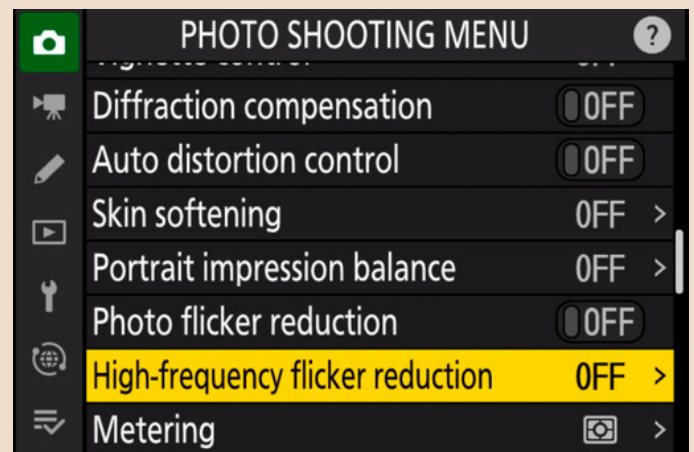 PHOTO SHOOTING MENU ?
Diffraction compensation OFF
Auto distortion control OFF
Skin softening OFF >
Portrait impression balance OFF >
Photo flicker reduction OFF
High-frequency flicker reduction OFF >
Metering >